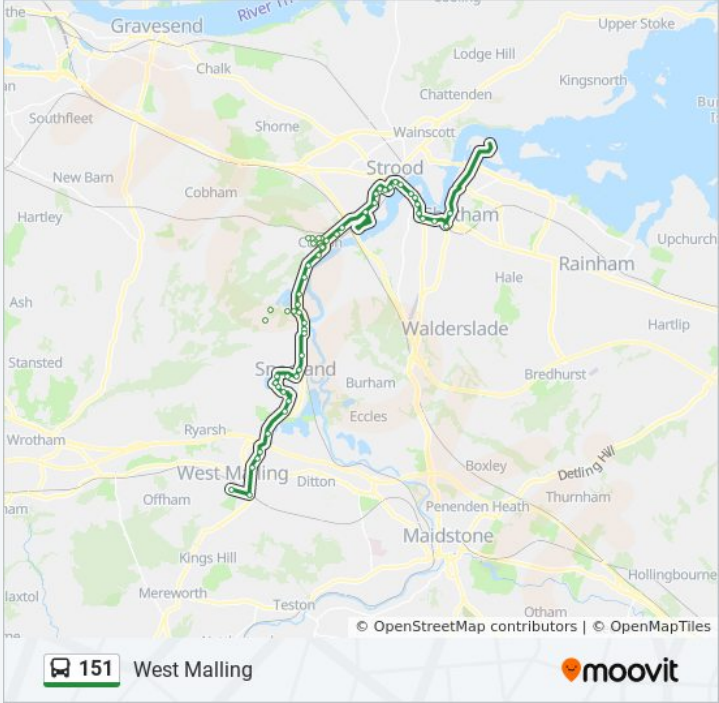 the
River Th
Gravesend
Upper Stoke
Lodge Hill
Chalk
Kingsnorth
Chattenden
Southfleet
Shorne
Wainscott
Strood
New Barn
Cobham
Hartley
Upchurch
Rainham
Hale
Ash
Walderslade
Hartlip
Stansted
Burham
Bredhurst
Eccles
Wrotham
Ryarsh
West Malling
Ditton
Boxley
Detling Hill
Offham
Thurnham
Penenden Heath
Maidstone
Kings Hill
Hollingbourne
Mereworth
Teston
Otham
© OpenStreetMap contributors | © OpenMapTiles
151 West Malling
moovit